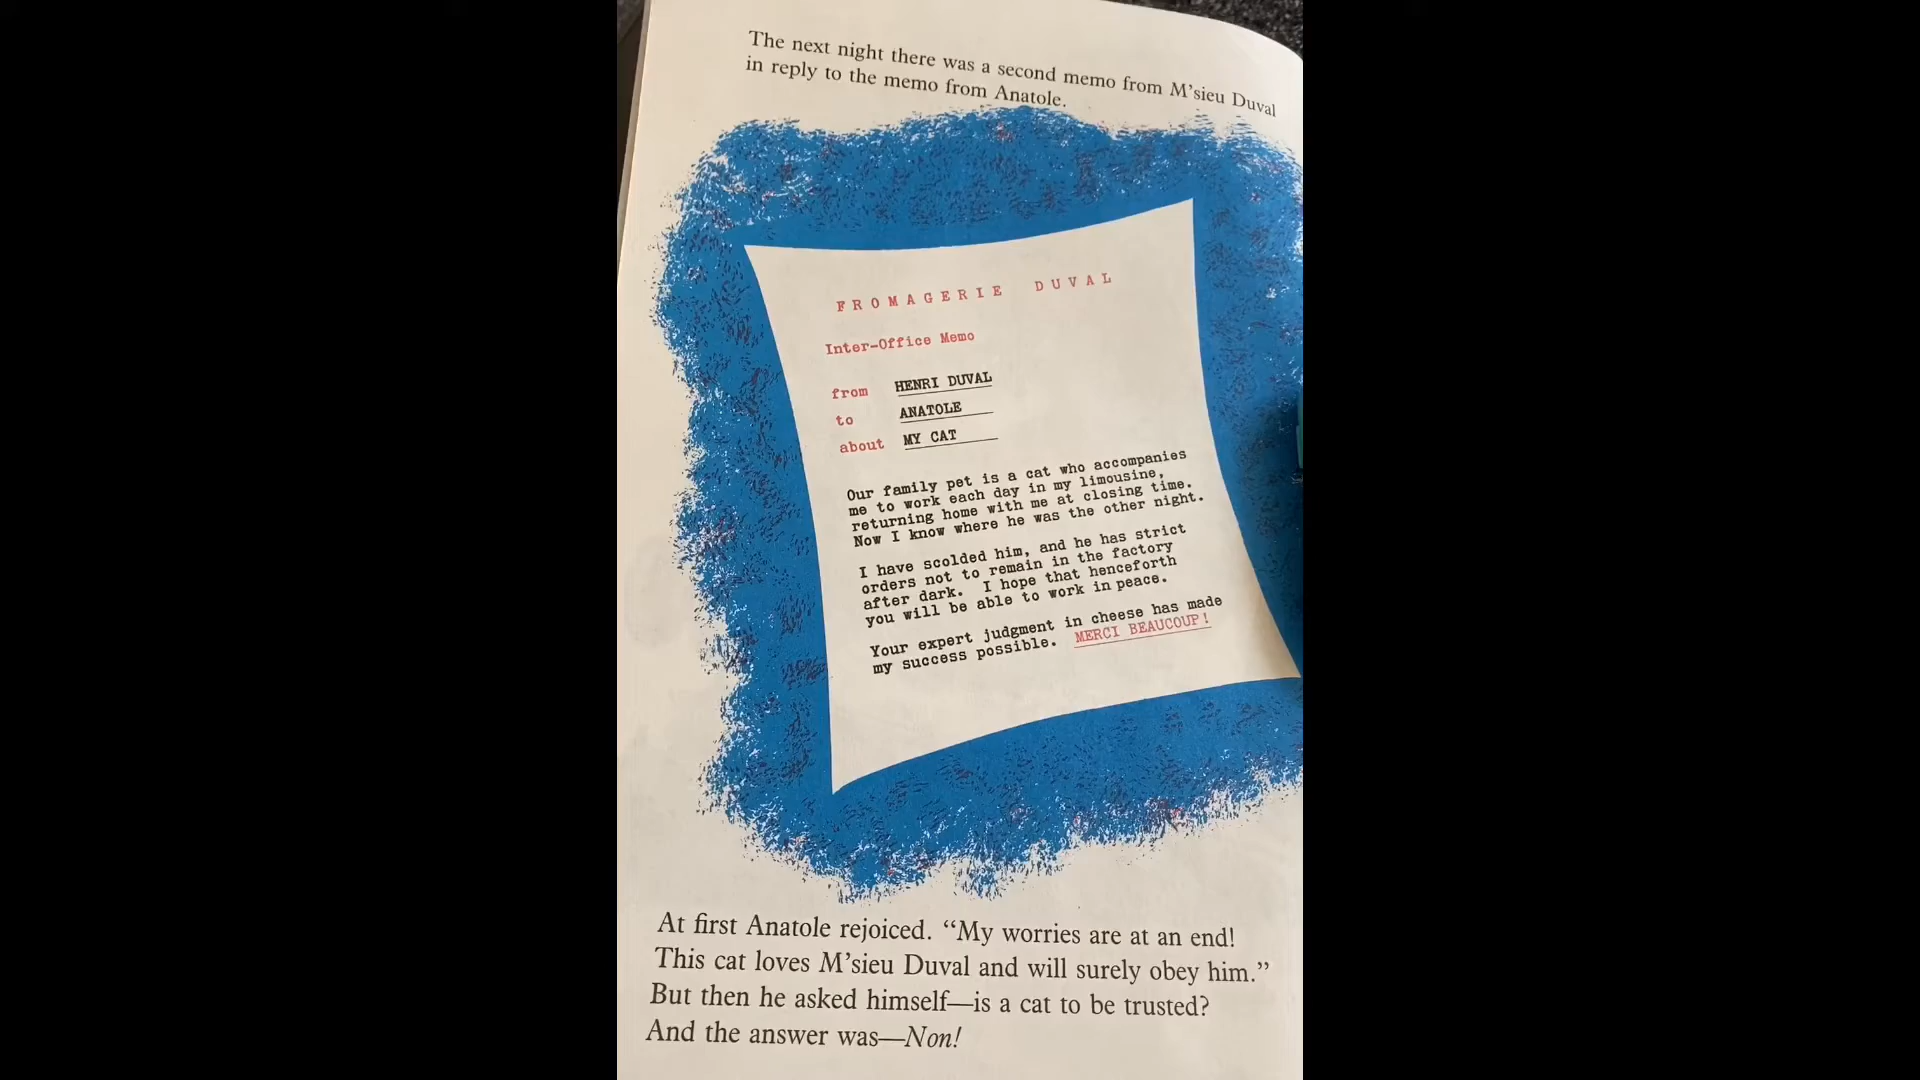 The next night there was a second memo from M'sieu Duval
in reply to the memo from Anatole.
FROMAGERIE DUVAL
Inter-Office Memo
from HENRI DUVAL
to ANATOLE
about MY CAT
Our family pet is a cat who accompanies
me to work each day in my limousine,
returning home with me at closing time.
Now I know where he was the other night.
I have scolded him, and he has strict
orders not to remain in the factory
after dark. I hope that henceforth
you will be able to work in peace.
Your expert judgment in cheese has made
my success possible. MERCI BEAUCOUP!
At first Anatole rejoiced. “My worries are at an end!
This cat loves M'sieu Duval and will surely obey him.”
But then he asked himself—is a cat to be trusted?
And the answer was—Non!